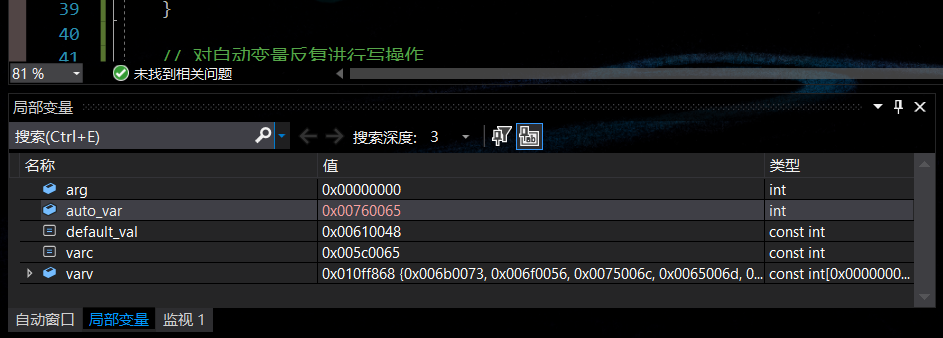 39 }
40
41 // 对自动变量反复进行写操作
81 % 未找到相关问题
局部变量
搜索(Ctrl+E) 搜索深度: 3
名称 值 类型
arg 0x00000000 int
auto_var 0x00760065 int
default_val 0x00610048 const int
varc 0x005c0065 const int
varv 0x010ff868 {0x006b0073, 0x006f0056, 0x0075006c, 0x0065006d, 0... const int[0x0000000...
自动窗口 局部变量 监视 1